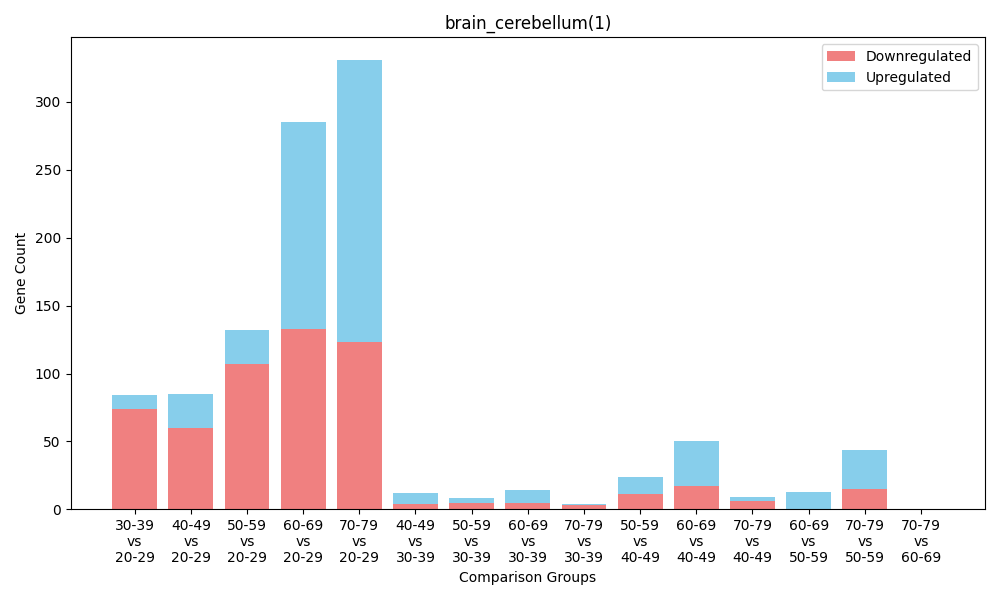 brain_cerebellum(1)
Downregulated
Upregulated
Gene Count
300
250
200
150
100
50
0
30-39 40-49 50-59 60-69 70-79 40-49 50-59 60-69 70-79 50-59 60-69 70-79 60-69 70-79 70-79
vs vs vs vs vs vs vs vs vs vs vs vs vs vs vs
20-29 20-29 20-29 20-29 20-29 30-39 30-39 30-39 30-39 40-49 40-49 40-49 50-59 50-59 60-69
Comparison Groups